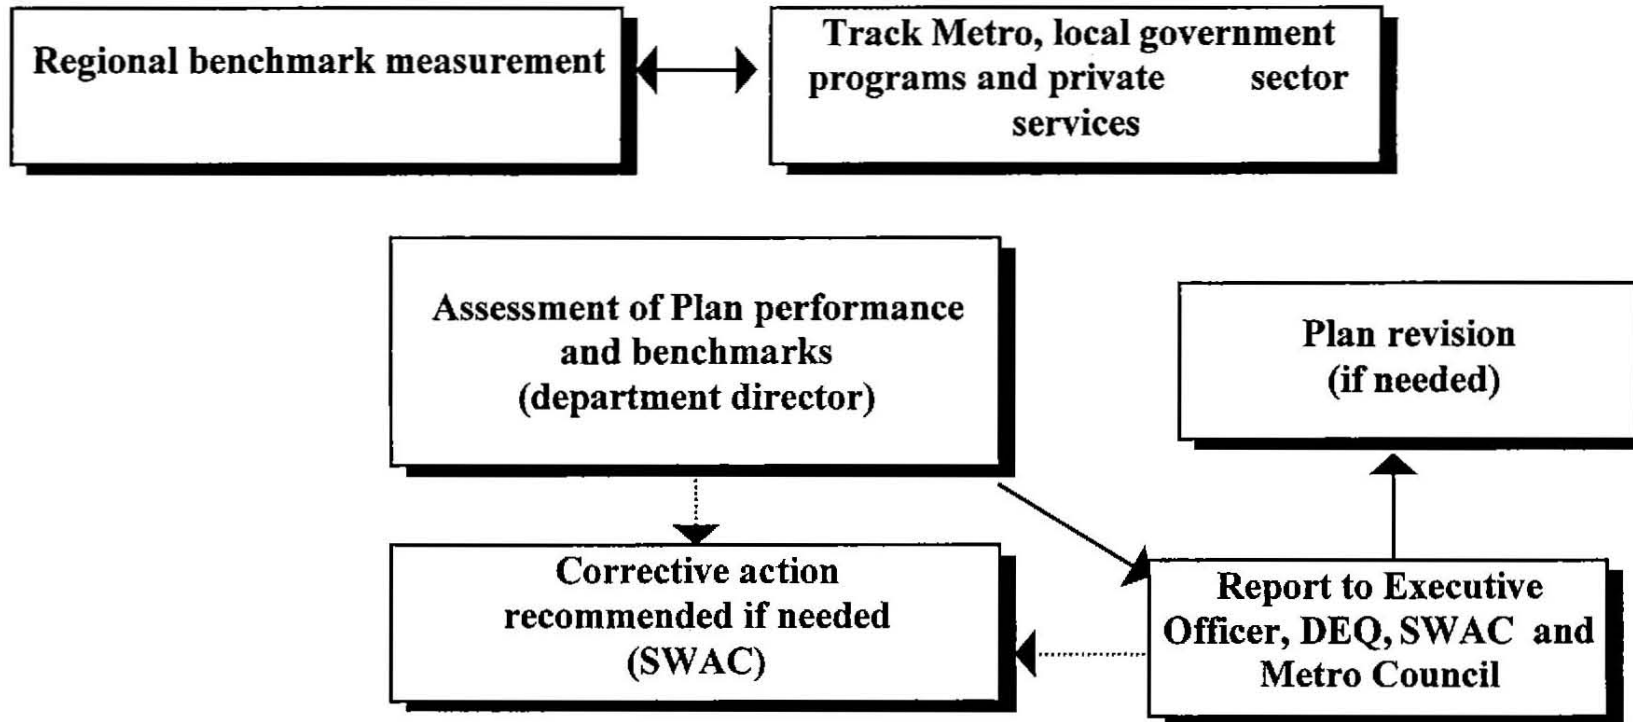 Regional benchmark measurement
Track Metro, local government
programs and private sector
services
Assessment of Plan performance
and benchmarks
(department director)
Plan revision
(if needed)
Corrective action
recommended if needed
(SWAC)
Report to Executive
Officer, DEQ, SWAC and
Metro Council